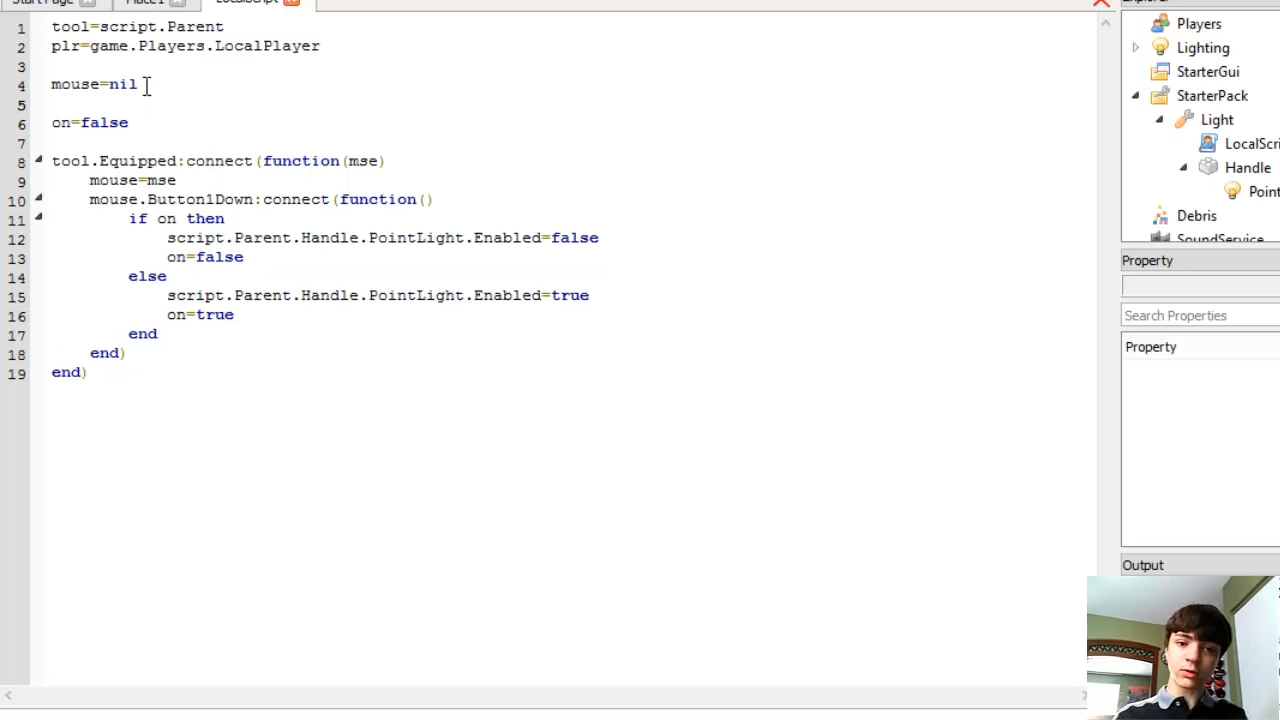 1 tool=script.Parent
2 plr=game.Players.LocalPlayer
3
4 mouse=nil
5
6 on=false
7
8 tool.Equipped:connect(function(mse)
9 mouse=mse
10 mouse.Button1Down:connect(function()
11 if on then
12 script.Parent.Handle.PointLight.Enabled=false
13 on=false
14 else
15 script.Parent.Handle.PointLight.Enabled=true
16 on=true
17 end
18 end)
19 end)
Players
Lighting
StarterGui
StarterPack
Light
LocalScri
Handle
Point
Debris
SoundService
Property
Search Properties
Property
Output